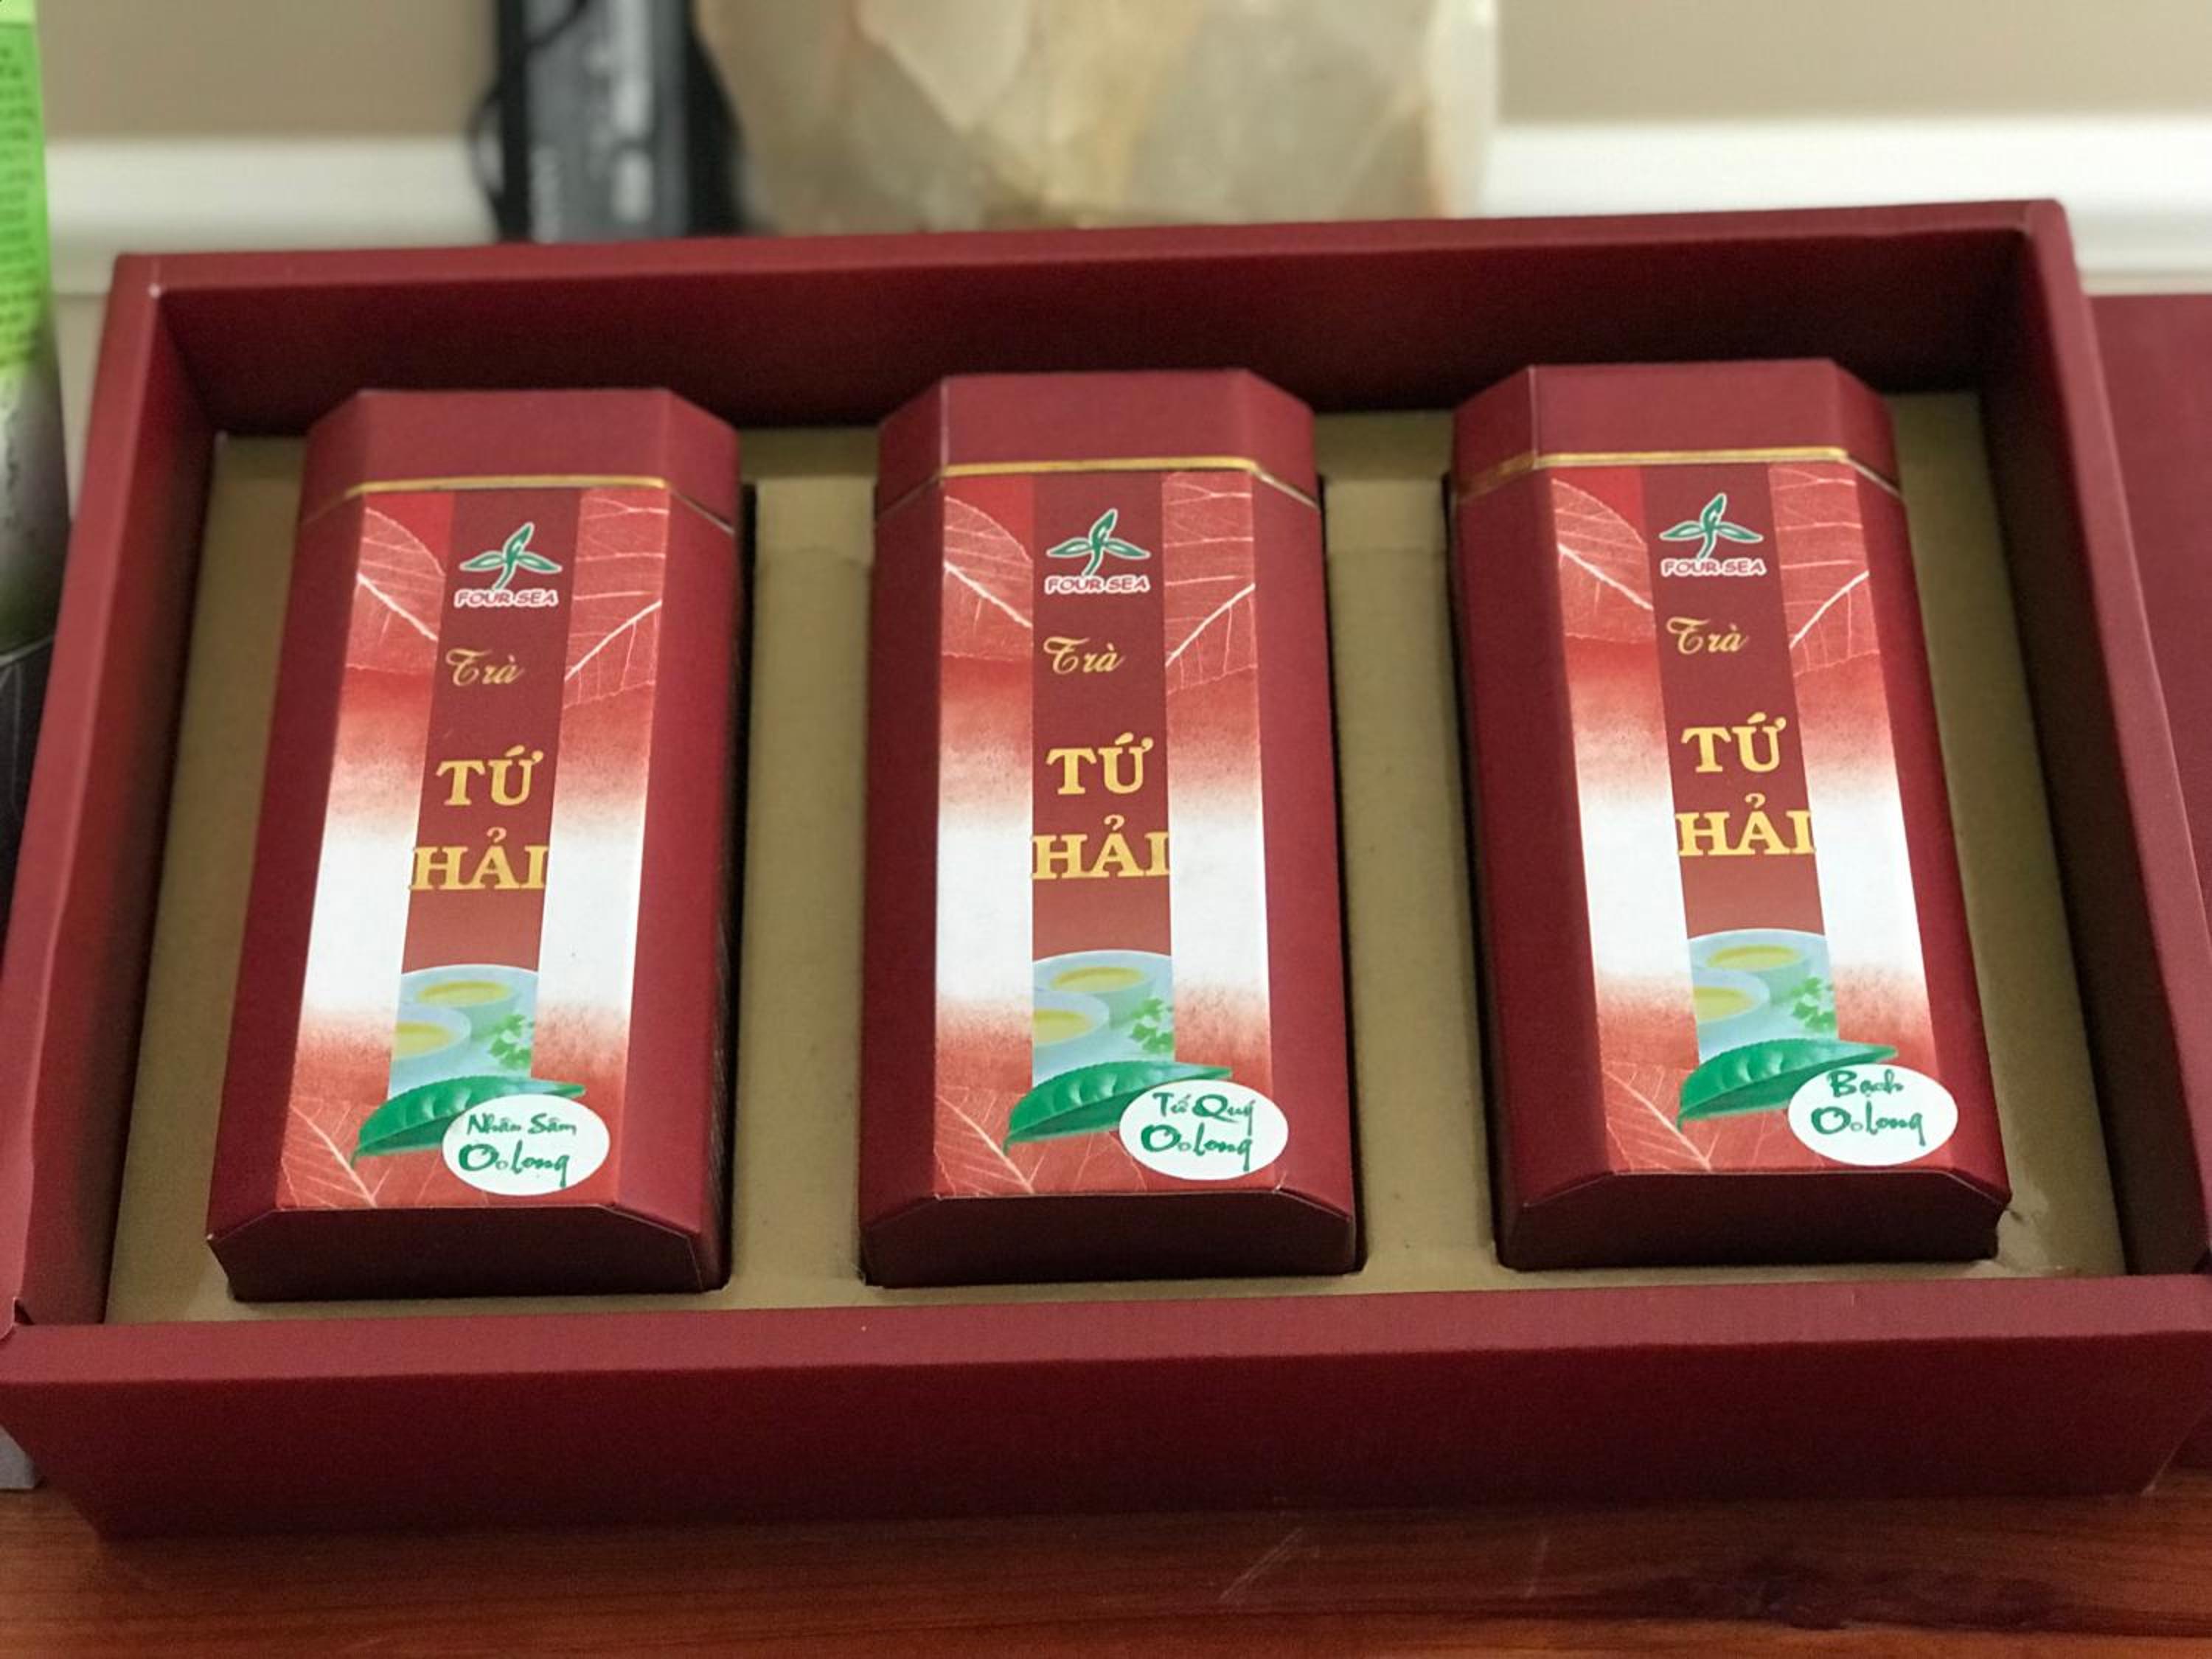 FOUR SEA
Trà
TỨ
HẢI
Nhân Sâm
Oolong
FOUR SEA
Trà
TỨ
HẢI
Tứ Quý
Oolong
FOUR SEA
Trà
TỨ
HẢI
Bạch
Oolong